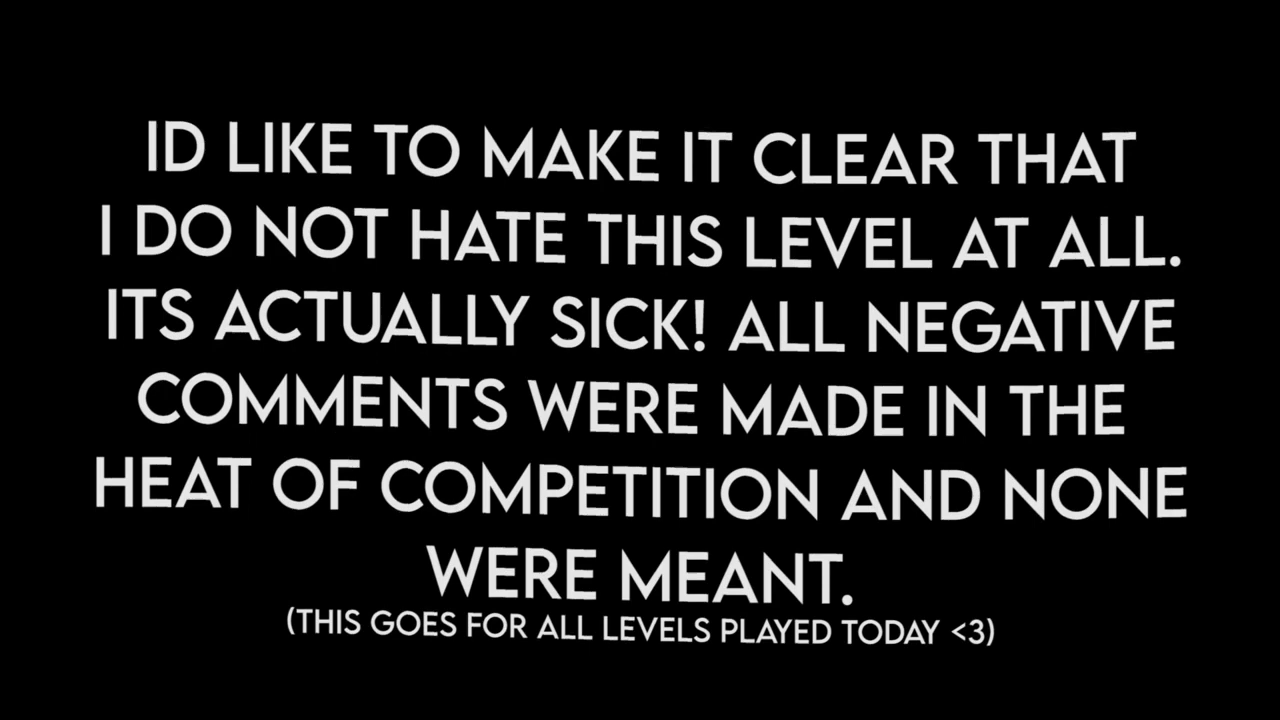 ID LIKE TO MAKE IT CLEAR THAT
I DO NOT HATE THIS LEVEL AT ALL.
ITS ACTUALLY SICK! ALL NEGATIVE
COMMENTS WERE MADE IN THE
HEAT OF COMPETITION AND NONE
WERE MEANT.
(THIS GOES FOR ALL LEVELS PLAYED TODAY <3)